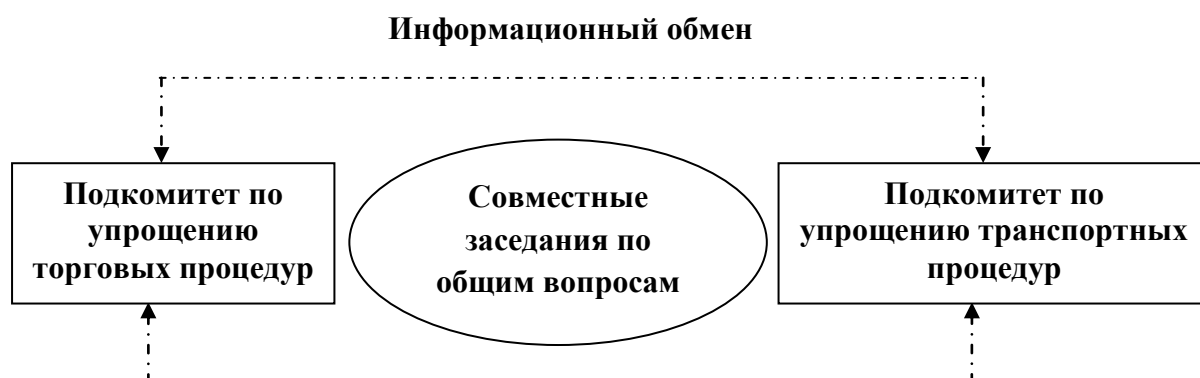 Информационный обмен
Подкомитет по
упрощению
торговых процедур
Совместные
заседания по
общим вопросам
Подкомитет по
упрощению транспортных
процедур